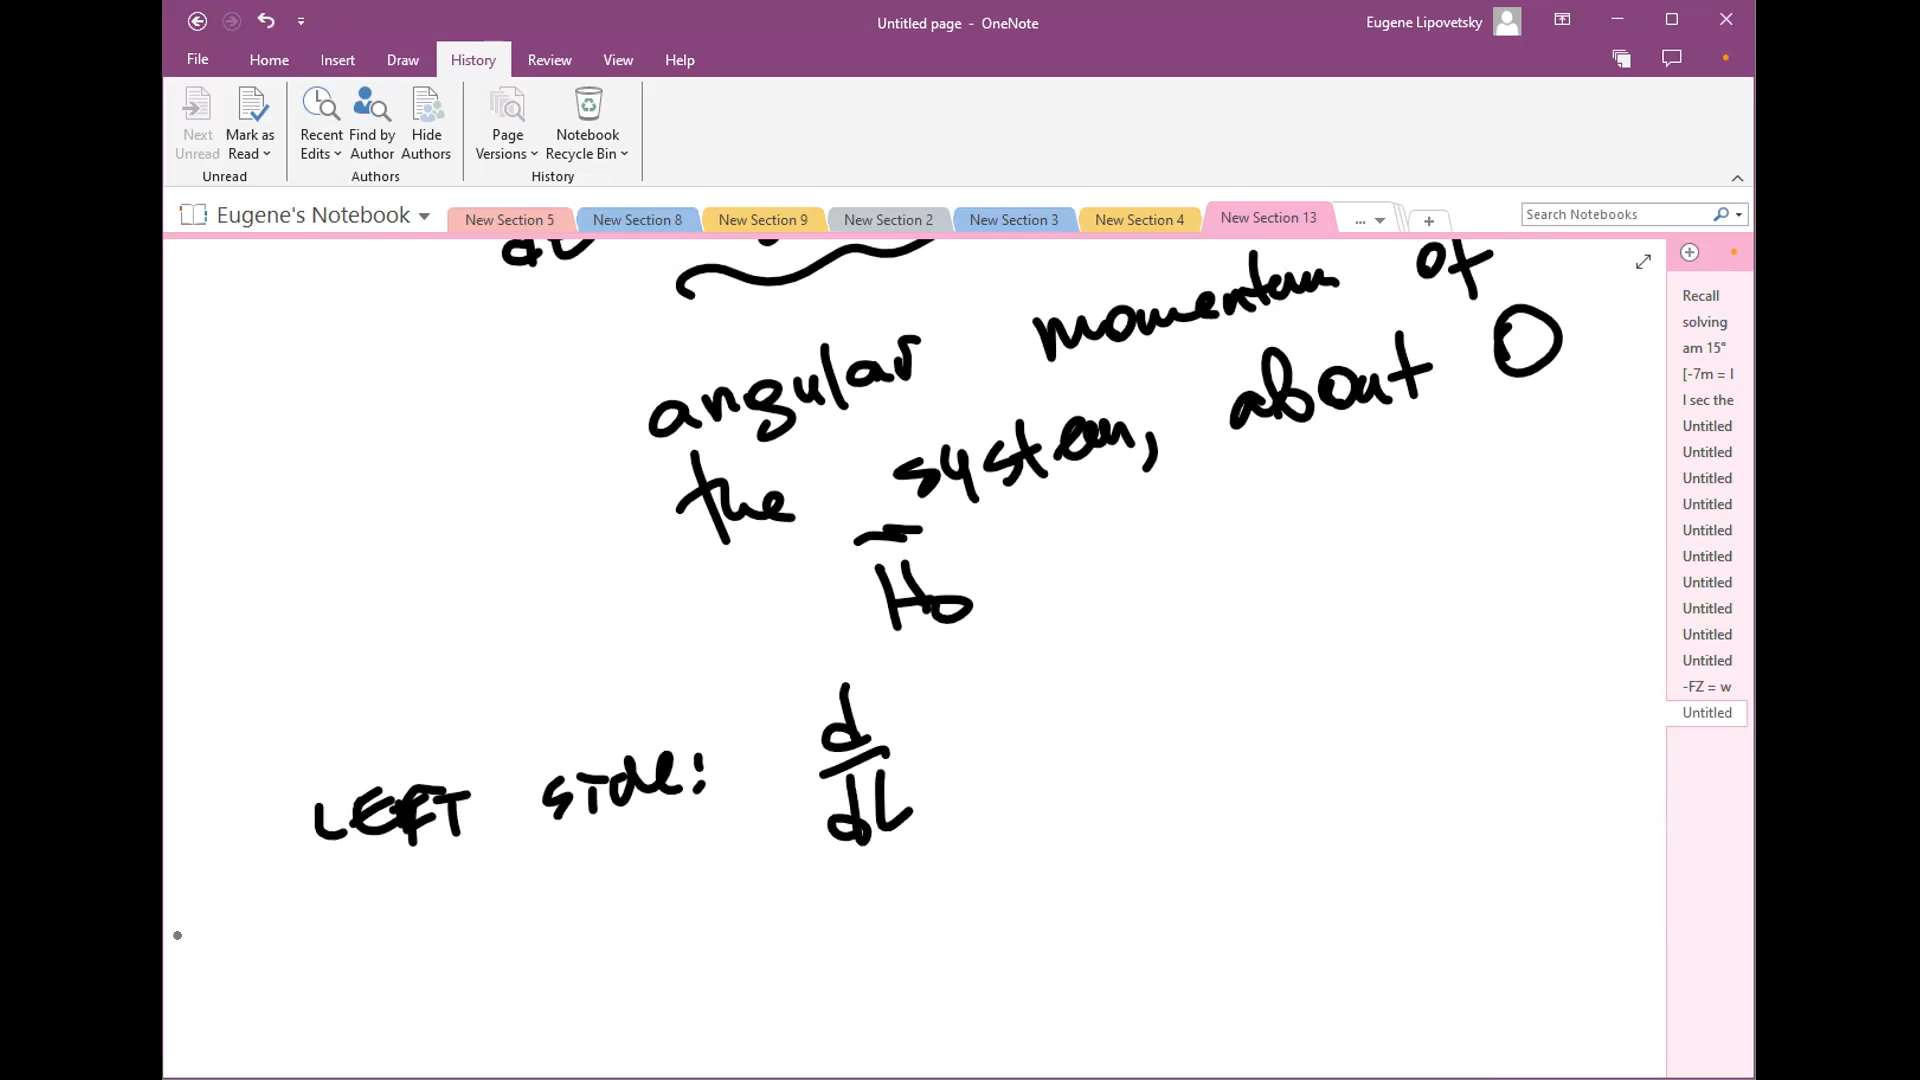 Untitled page - OneNote
Eugene Lipovetsky
File Home Insert Draw History Review View Help
Next Unread
Mark as Read
Unread
Recent Edits
Find by Author
Hide Authors
Authors
Page Versions
Notebook Recycle Bin
History
Eugene's Notebook
New Section 5
New Section 8
New Section 9
New Section 2
New Section 3
New Section 4
New Section 13
...
Search Notebooks
angular momentum of
the system, about O
H̄o
LEFT side: d
dt
Recall
solving
am 15°
[-7m = I
I sec the
Untitled
Untitled
Untitled
Untitled
Untitled
Untitled
Untitled
Untitled
Untitled
Untitled
-FZ = w
Untitled